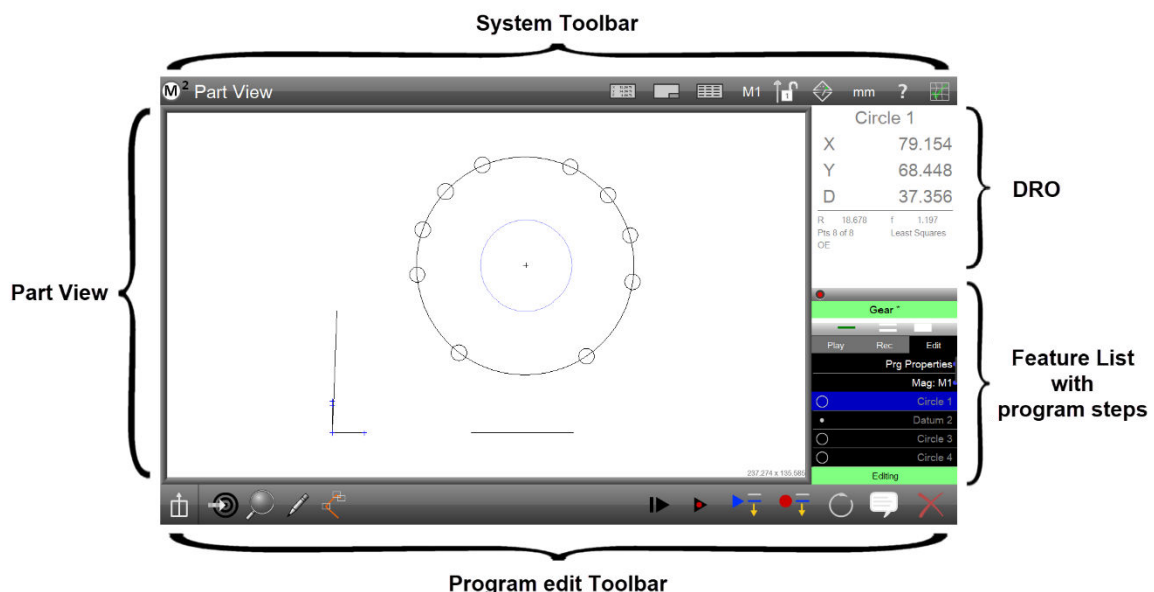 System Toolbar
M2 Part View
M1
1
mm
?
Circle 1
X 79.154
Y 68.448
D 37.356
R 18.678 f 1.197
Pts 8 of 8 Least Squares
OE
DRO
Part View
Gear *
Play Rec Edit
Prg Properties
Mag: M1
Circle 1
Datum 2
Circle 3
Circle 4
Editing
Feature List
with
program steps
237.274 x 135.585
Program edit Toolbar